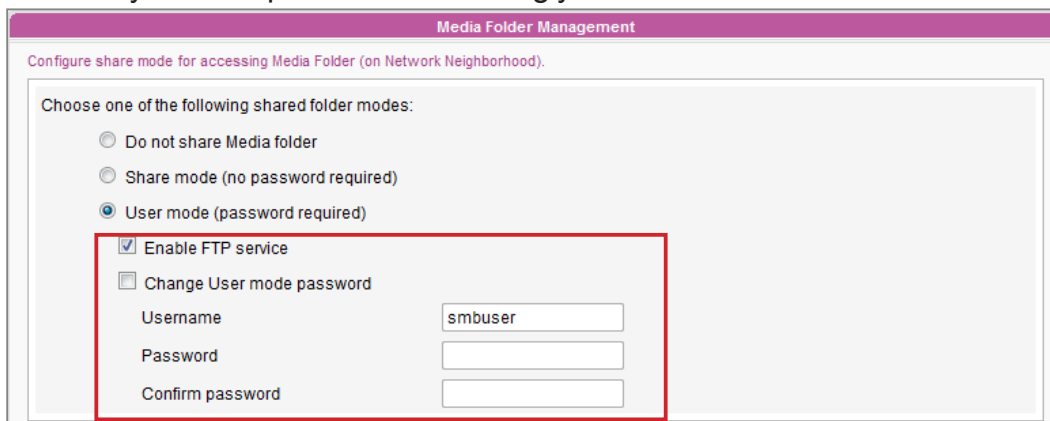 Media Folder Management
Configure share mode for accessing Media Folder (on Network Neighborhood).
Choose one of the following shared folder modes:
Do not share Media folder
Share mode (no password required)
User mode (password required)
Enable FTP service
Change User mode password
Username smbuser
Password
Confirm password